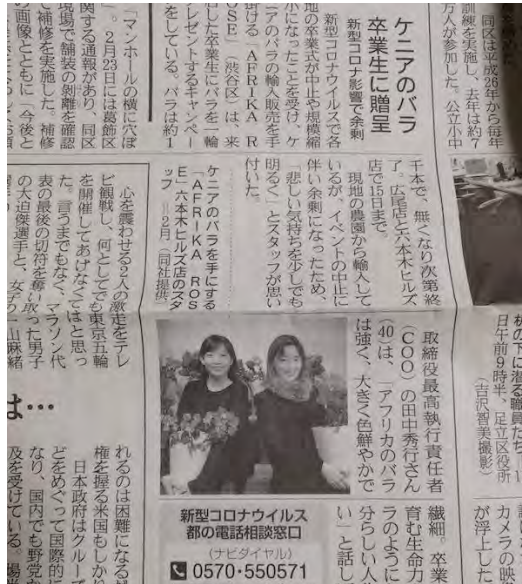 同区は平成26年から毎年
訓練を実施し、去年は約7
万人が参加した。公立小中
ケニアのバラ
卒業生に贈呈
新型コロナ影響で余剰
新型コロナウイルスで各
地の卒業式が中止や規模縮
小になったことを受け、ケ
ニアのバラの輸入販売を手
掛ける「AFRIKA R
OSE」(渋谷区)は、来
店した卒業生にバラを一輪
プレゼントするキャンペー
ンをしている。バラは約1
千本で、無くなり次第終
了。広尾店と六本木ヒルズ
店で15日まで。
現地の農園から輸入して
いるが、イベントの中止に
伴い余剰になったため、
「悲しい気持ちを少しでも
明るく」とスタッフが思い
付いた。
ケニアのバラを手にする
「AFRIKA ROS
E」六本木ヒルズ店のスタ
ッフ =2月(同社提供)
取締役最高執行責任者
(COO)の田中秀行さん
(40)は、「アフリカのバラ
は強く、大きく色鮮やかで
繊細。卒業
育む生命力
ラのように
分らしい人
い」と話し
机の下に潜る職員たち=
日午前9時半、足立区役所
(吉沢智美撮影)
カメラの映
が浮上した
「マンホールの横に穴ぼ
」。2月23日には葛飾区
関する通報があり、同区
現場で舗装の剝離を確認
で補修を実施した。補修
の画像とともに「今後と
心を震わせる2人の激走をテレ
ビ観戦し、何としてでも東京五輪
を開催してあげなくてはと思っ
た。言うまでもなく、マラソン代
表の最後の切符を奪い取った男子
の大迫傑選手と、女子の
山麻緒
は…
れるのは困難になる
権を握る米国もしかり
日本政府はクルー
どをめぐって国際的に
なり、国内でも野党か
及を受けている。
新型コロナウイルス
都の電話相談窓口
(ナビダイヤル)
0570・550571